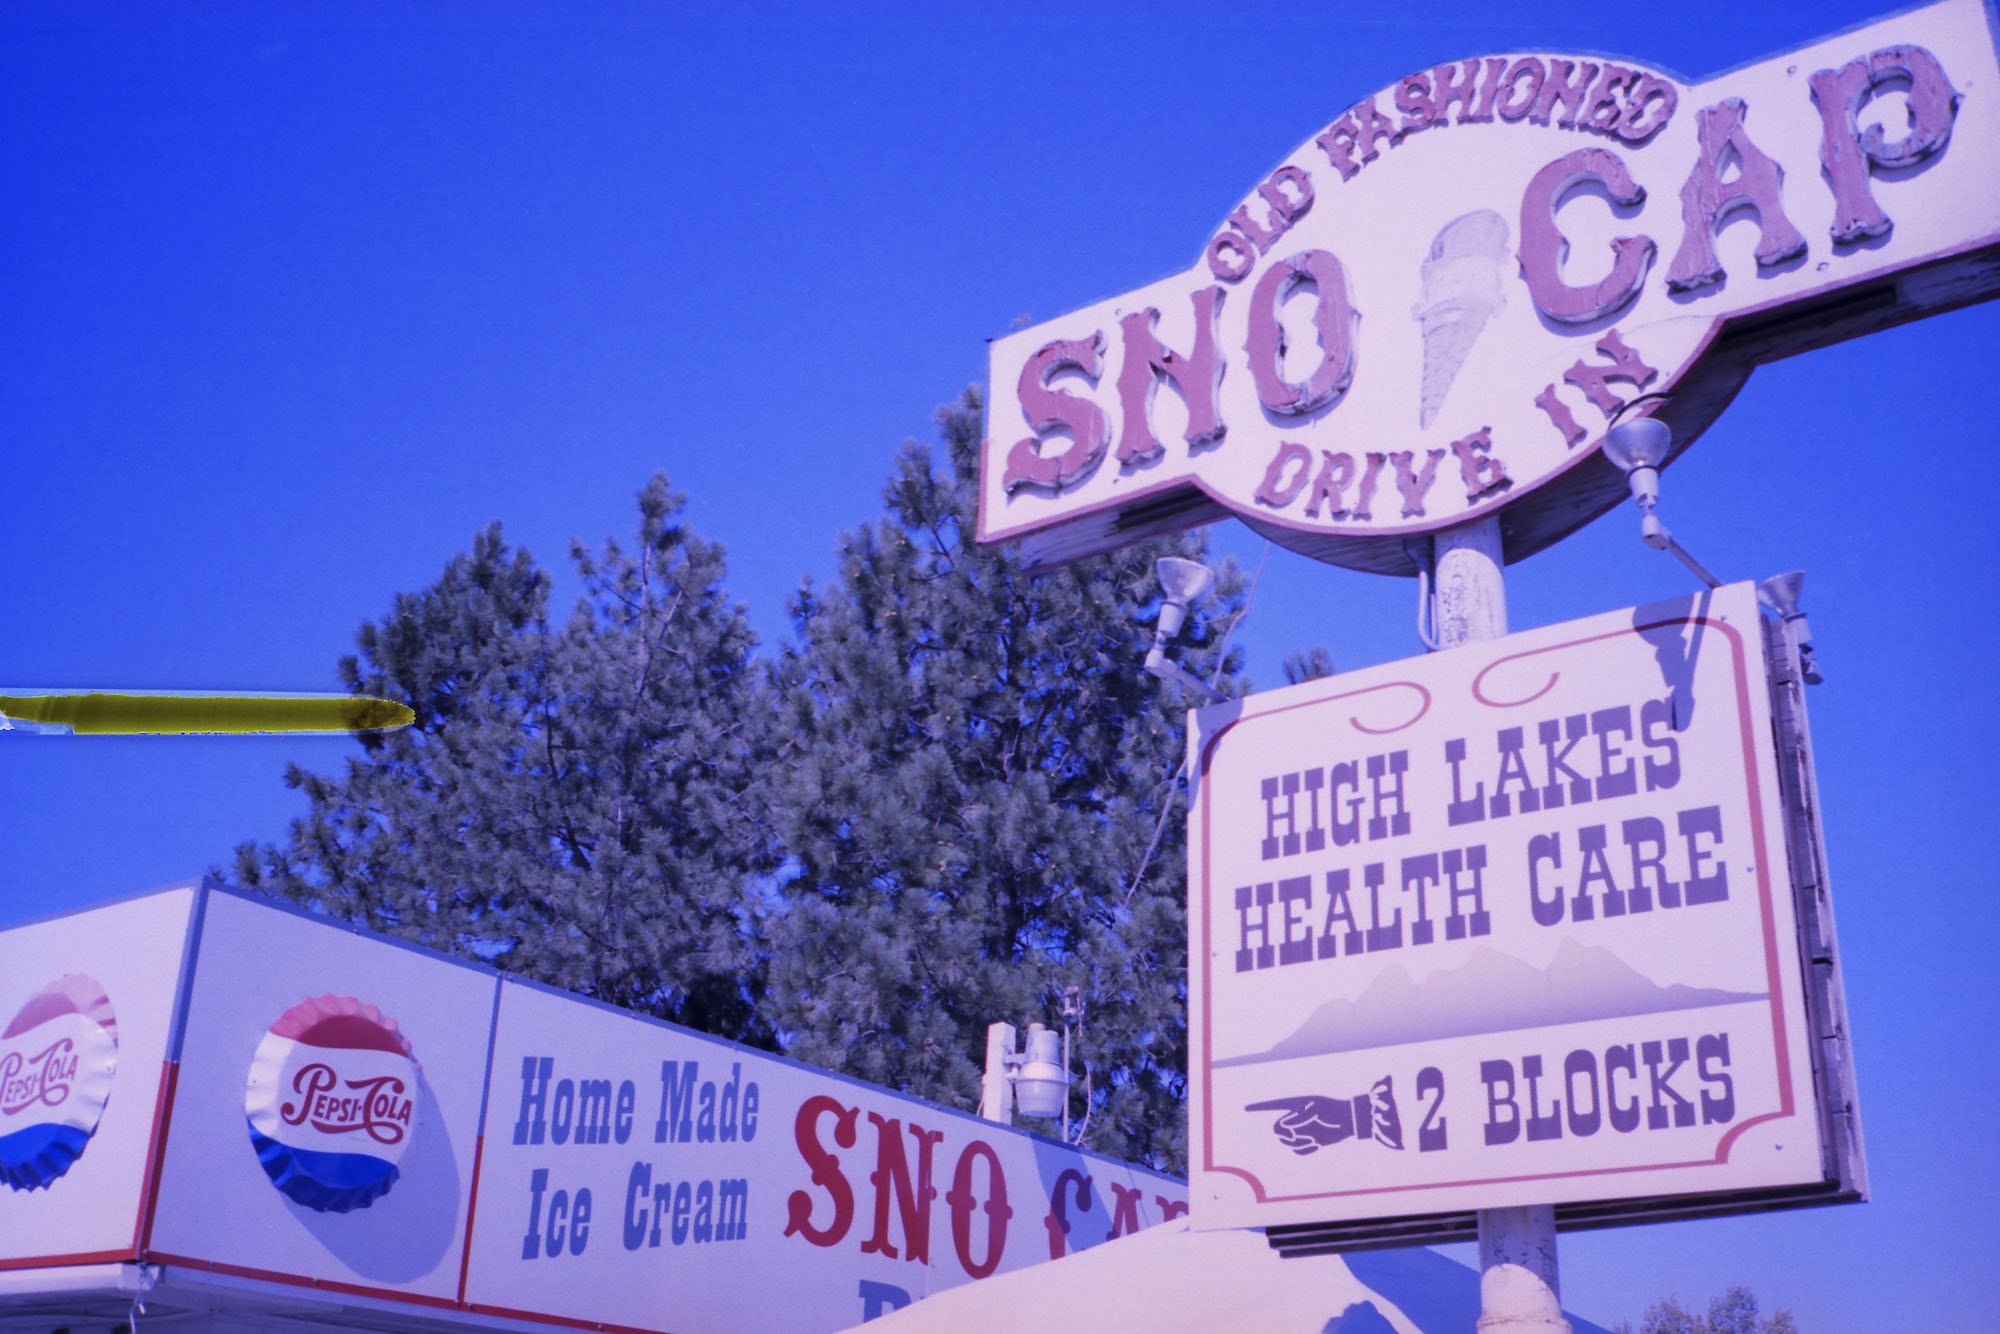 OLD FASHIONED
SNO CAP
DRIVE IN
HIGH LAKES
HEALTH CARE
2 BLOCKS
PEPSI-COLA
PEPSI-COLA
Home Made
Ice Cream
SNO CAP